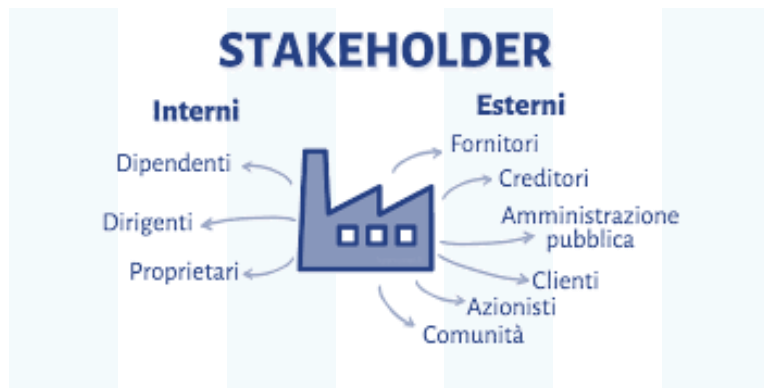 STAKEHOLDER
Interni
Dipendenti
Dirigenti
Proprietari
Esterni
Fornitori
Creditori
Amministrazione
pubblica
Clienti
Azionisti
Comunità